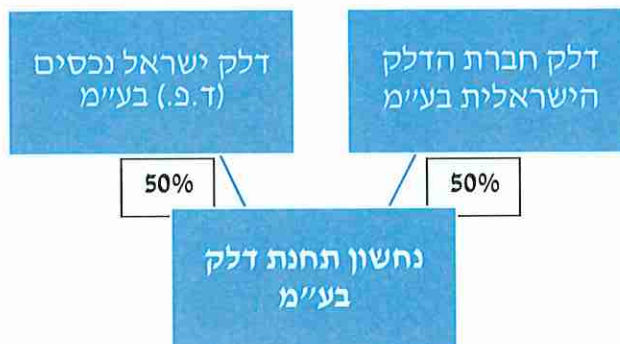 דלק חברת הדלק
הישראלית בע״מ
דלק ישראל נכסים
(ד.פ.) בע״מ
50%
50%
נחשון תחנת דלק
בע״מ